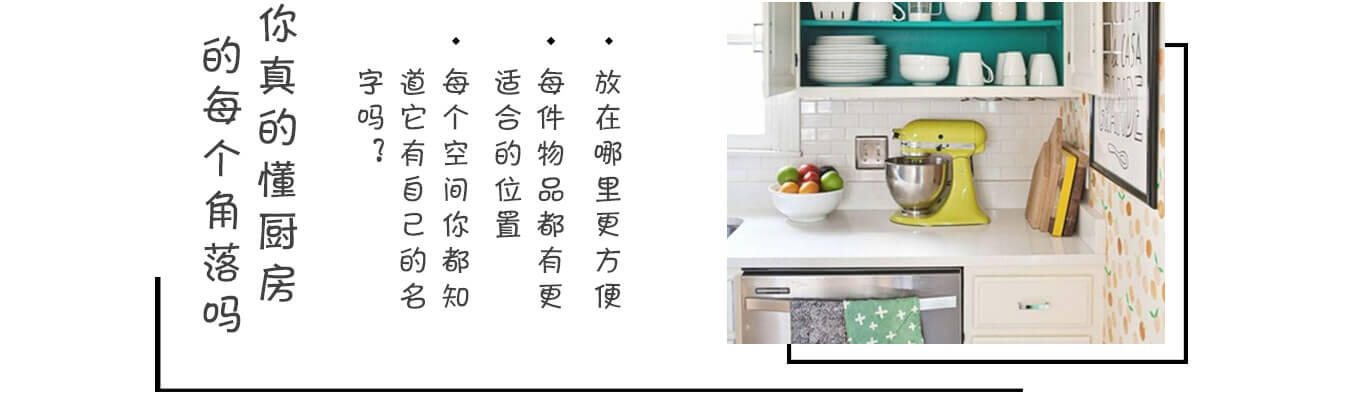 你真的懂厨房
的每个角落吗
◆ 放在哪里更方便
◆ 每件物品都有更
适合的位置
◆ 每个空间你都知
道它有自己的名
字吗?